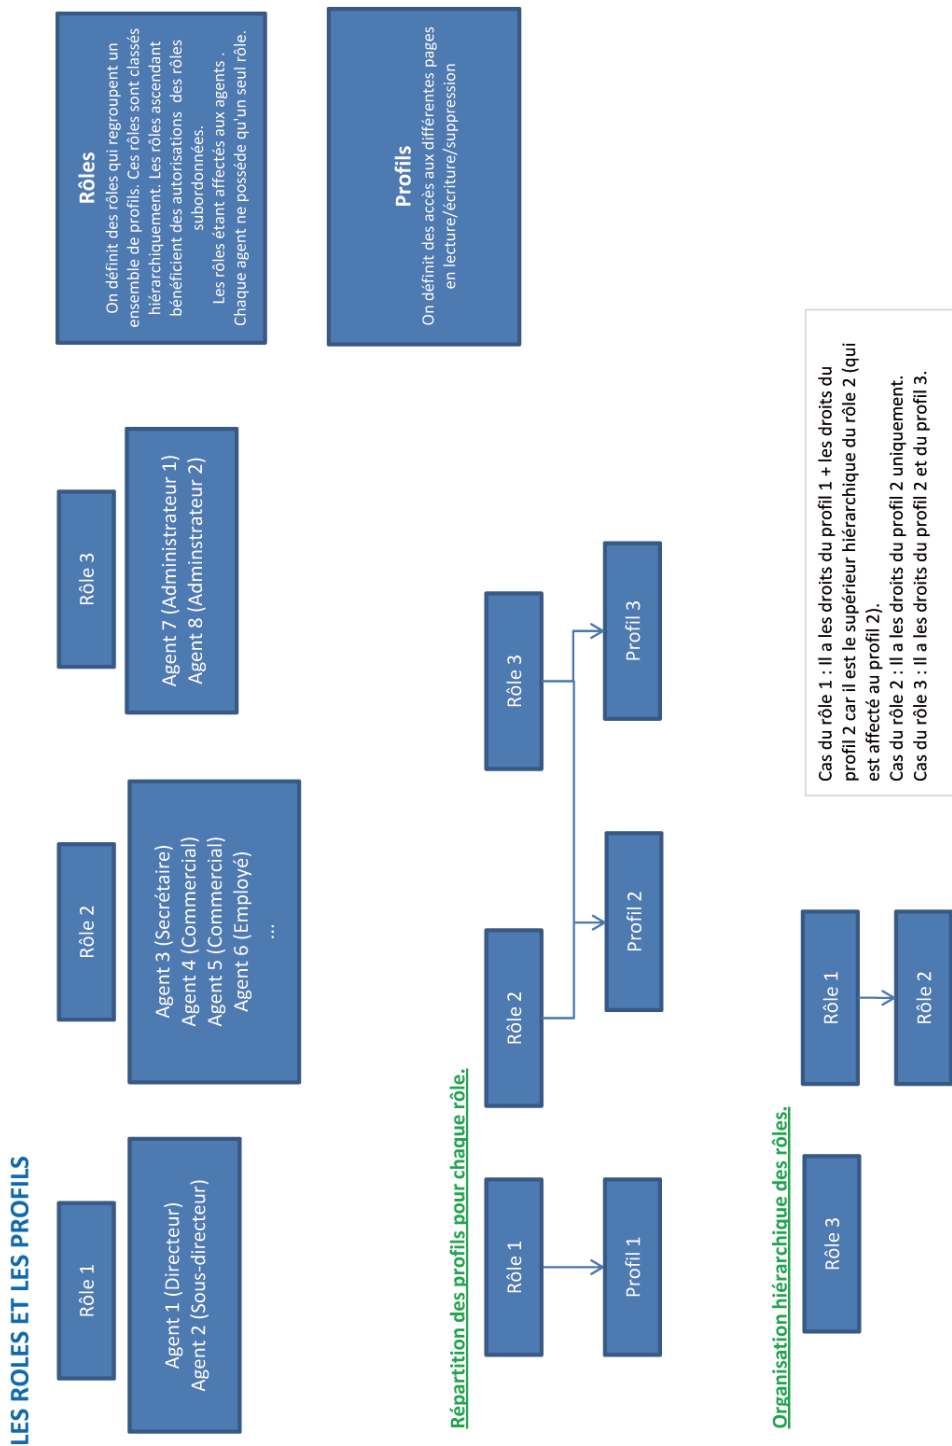 LES ROLES ET LES PROFILS
Rôle 1
Agent 1 (Directeur)
Agent 2 (Sous-directeur)
Rôle 2
Agent 3 (Secrétaire)
Agent 4 (Commercial)
Agent 5 (Commercial)
Agent 6 (Employé)
...
Rôle 3
Agent 7 (Administrateur 1)
Agent 8 (Adminstrateur 2)
Rôles
On définit des rôles qui regroupent un
ensemble de profils. Ces rôles sont classés
hiérarchiquement. Les rôles ascendant
bénéficient des autorisations des rôles
subordonnées.
Les rôles étant affectés aux agents .
Chaque agent ne posséde qu'un seul rôle.
Profils
On définit des accès aux différentes pages
en lecture/écriture/suppression
Répartition des profils pour chaque rôle.
Rôle 1
Rôle 2
Rôle 3
Profil 1
Profil 2
Profil 3
Organisation hiérarchique des rôles.
Rôle 3
Rôle 1
Rôle 2
Cas du rôle 1 : Il a les droits du profil 1 + les droits du
profil 2 car il est le supérieur hiérarchique du rôle 2 (qui
est affecté au profil 2).
Cas du rôle 2 : Il a les droits du profil 2 uniquement.
Cas du rôle 3 : Il a les droits du profil 2 et du profil 3.